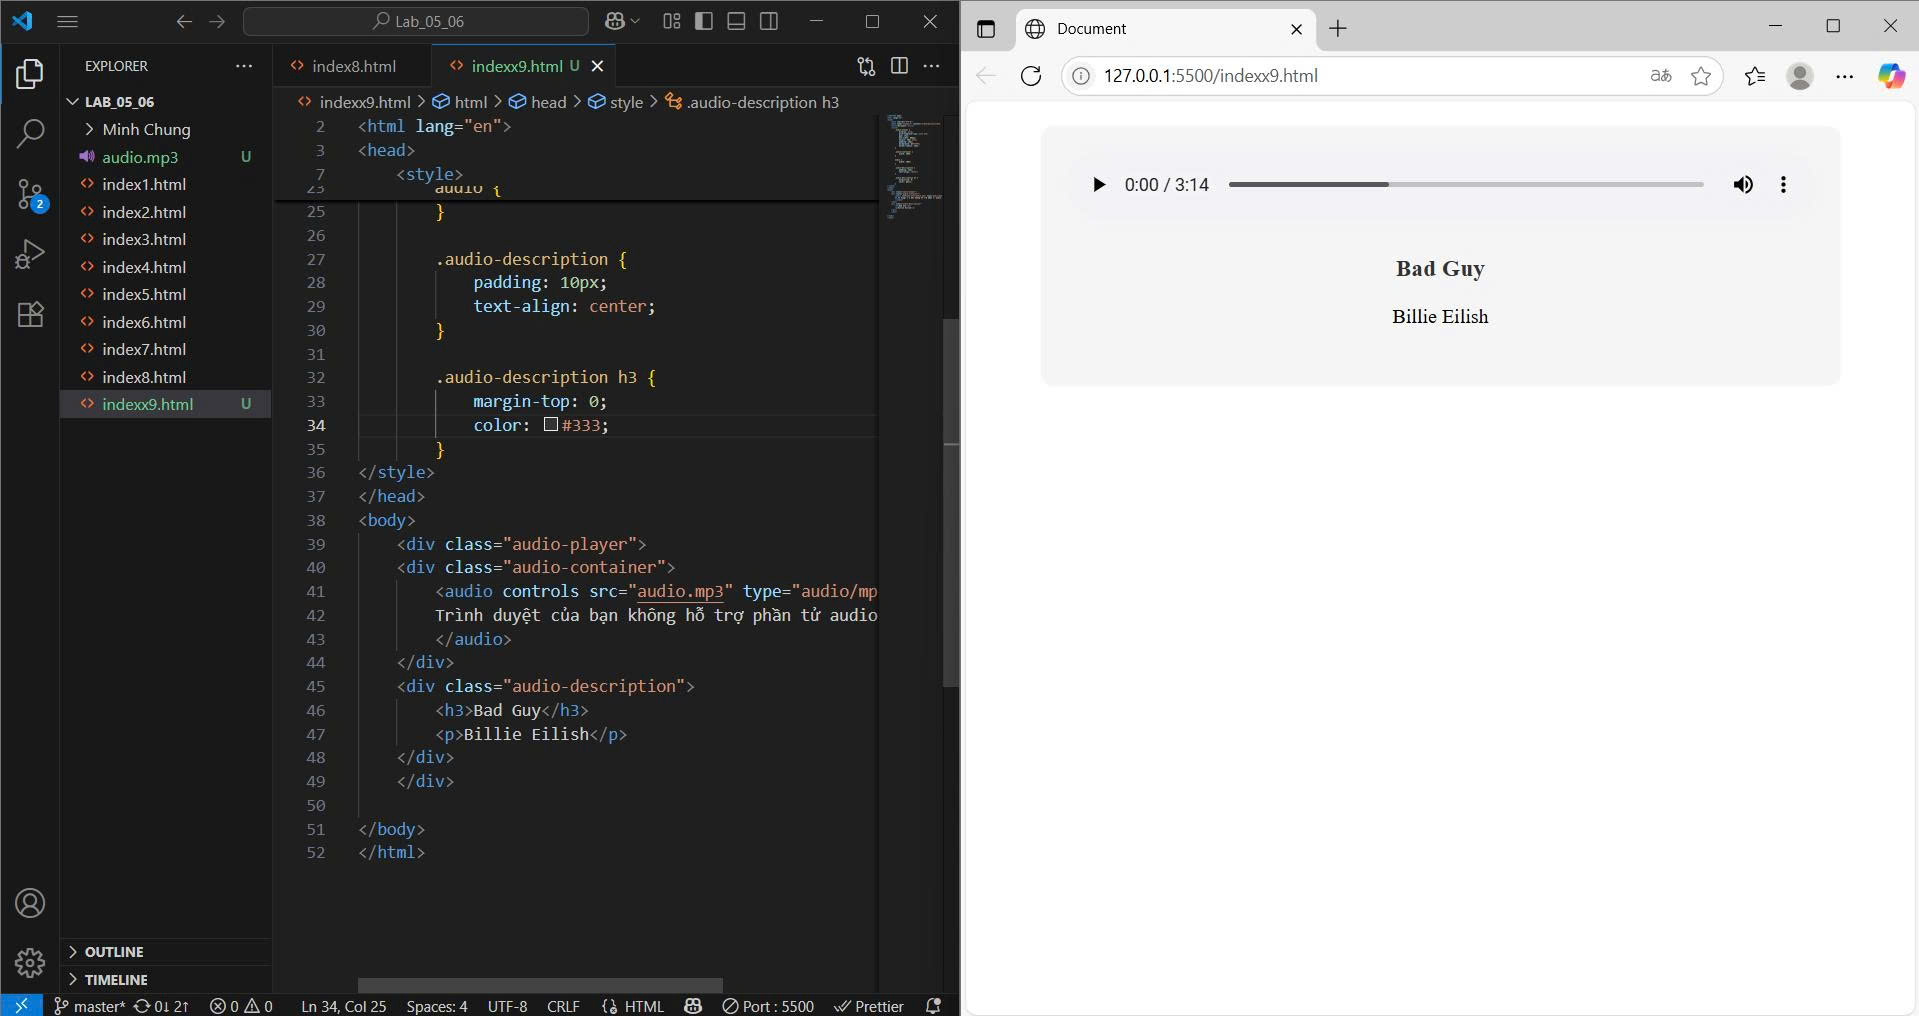 Lab_05_06
EXPLORER
LAB_05_06
Minh Chung
audio.mp3 U
index1.html
index2.html
index3.html
index4.html
index5.html
index6.html
index7.html
index8.html
indexx9.html U
OUTLINE
TIMELINE
index8.html
indexx9.html U
indexx9.html > html > head > style > .audio-description h3
2 <html lang="en">
3 <head>
7 <style>
23 audio {
25 }
26
27 .audio-description {
28 padding: 10px;
29 text-align: center;
30 }
31
32 .audio-description h3 {
33 margin-top: 0;
34 color: #333;
35 }
36 </style>
37 </head>
38 <body>
39 <div class="audio-player">
40 <div class="audio-container">
41 <audio controls src="audio.mp3" type="audio/mp
42 Trình duyệt của bạn không hỗ trợ phần tử audio
43 </audio>
44 </div>
45 <div class="audio-description">
46 <h3>Bad Guy</h3>
47 <p>Billie Eilish</p>
48 </div>
49 </div>
50
51 </body>
52 </html>
2
master* 0↓ 2↑ 0 0 Ln 34, Col 25 Spaces: 4 UTF-8 CRLF {} HTML Port : 5500 Prettier
Document
127.0.0.1:5500/indexx9.html aあ
0:00 / 3:14
Bad Guy
Billie Eilish